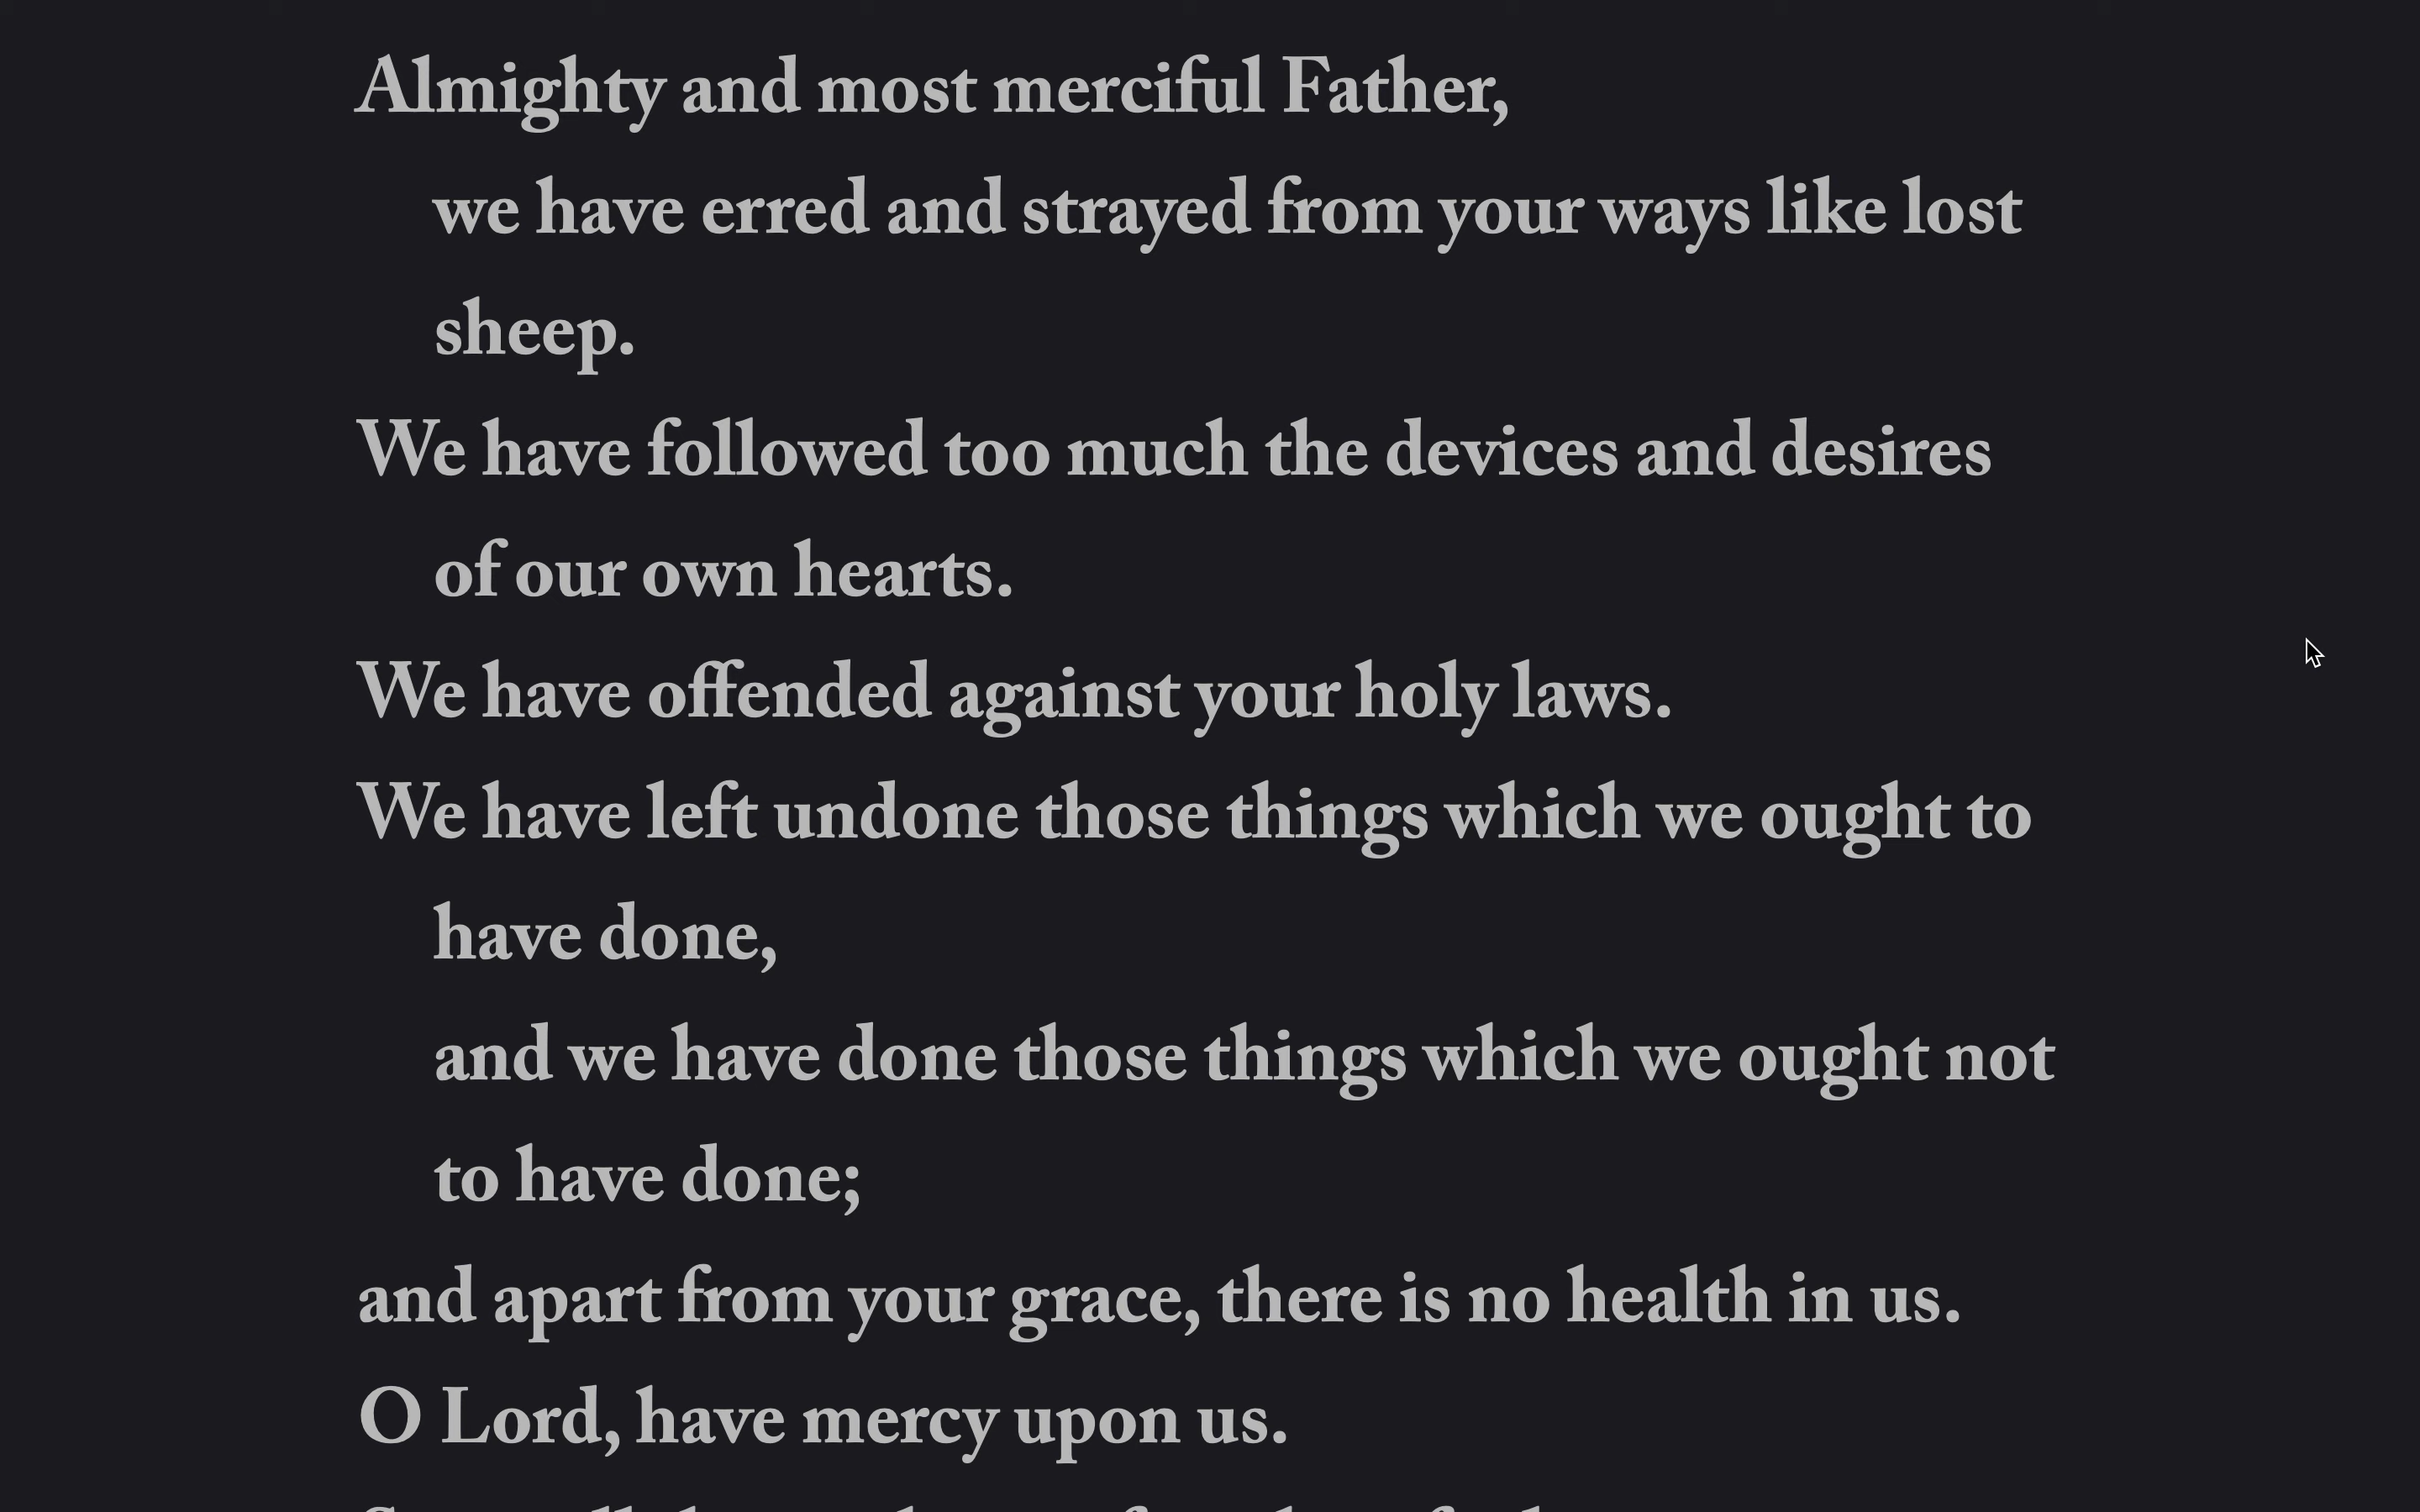 Almighty and most merciful Father,
we have erred and strayed from your ways like lost
sheep.
We have followed too much the devices and desires
of our own hearts.
We have offended against your holy laws.
We have left undone those things which we ought to
have done,
and we have done those things which we ought not
to have done;
and apart from your grace, there is no health in us.
O Lord, have mercy upon us.